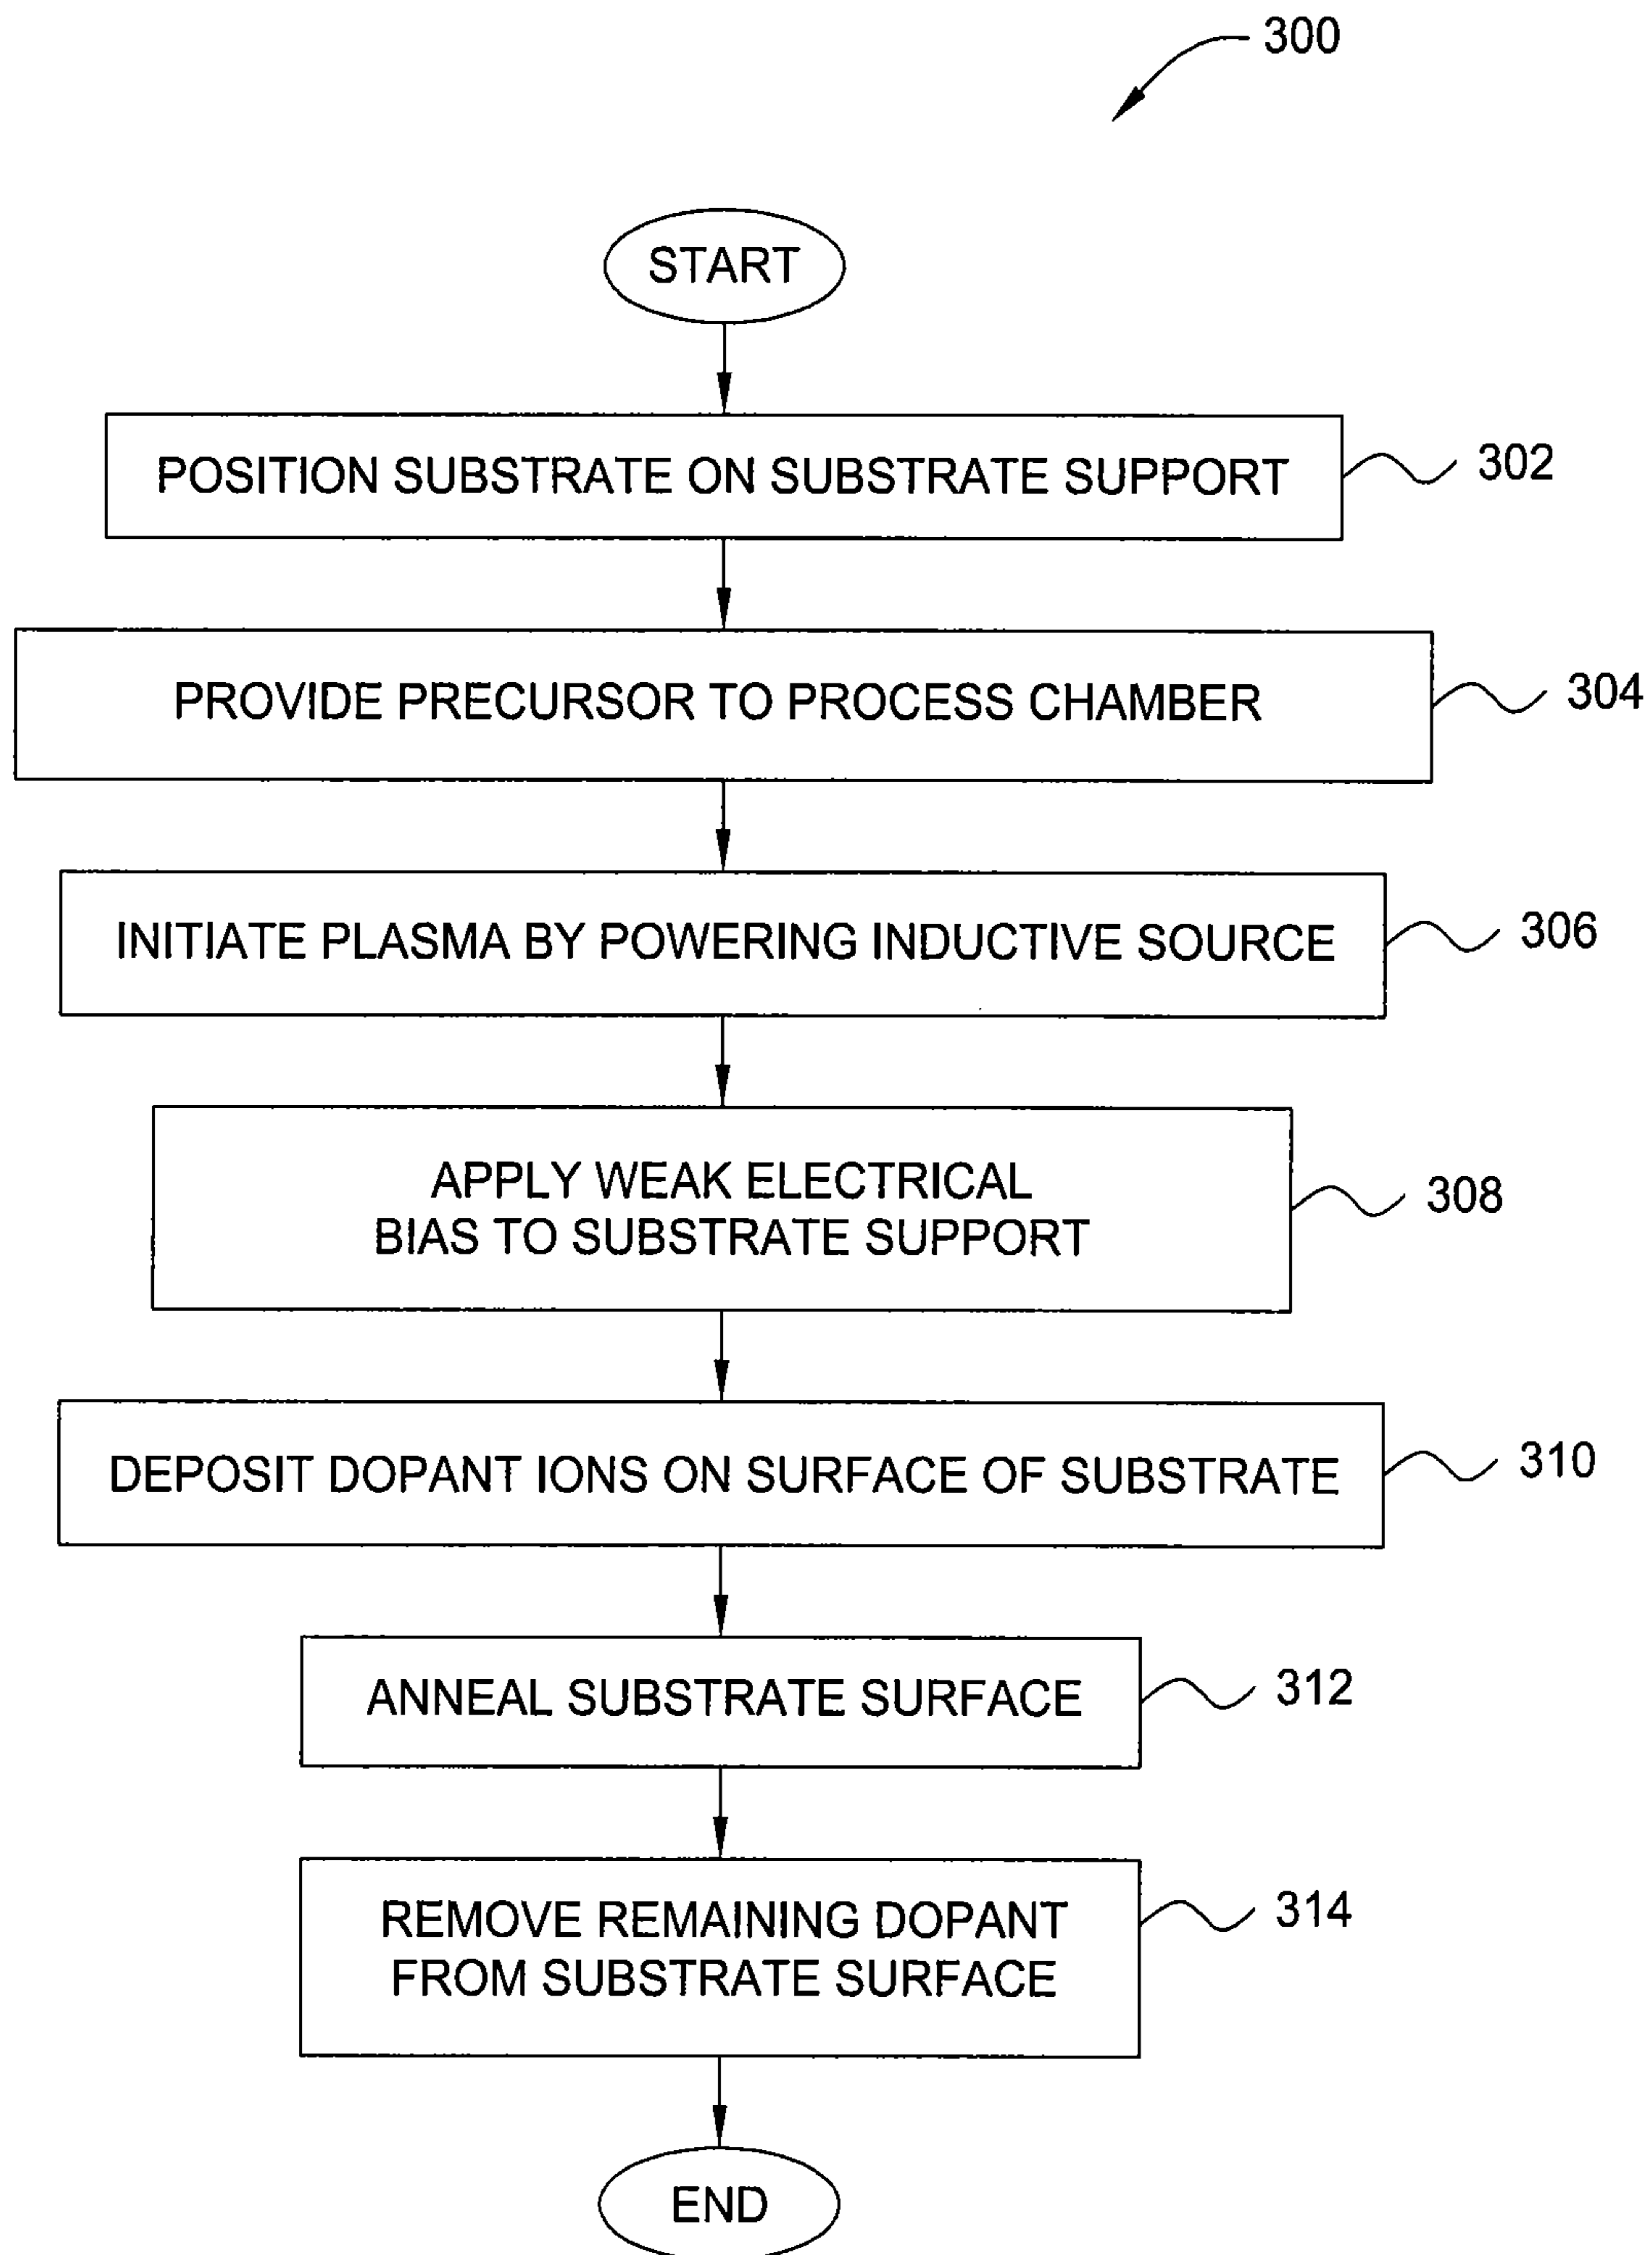 300
START
POSITION SUBSTRATE ON SUBSTRATE SUPPORT
302
PROVIDE PRECURSOR TO PROCESS CHAMBER
304
INITIATE PLASMA BY POWERING INDUCTIVE SOURCE
306
APPLY WEAK ELECTRICAL
BIAS TO SUBSTRATE SUPPORT
308
DEPOSIT DOPANT IONS ON SURFACE OF SUBSTRATE
310
ANNEAL SUBSTRATE SURFACE
312
REMOVE REMAINING DOPANT
FROM SUBSTRATE SURFACE
314
END